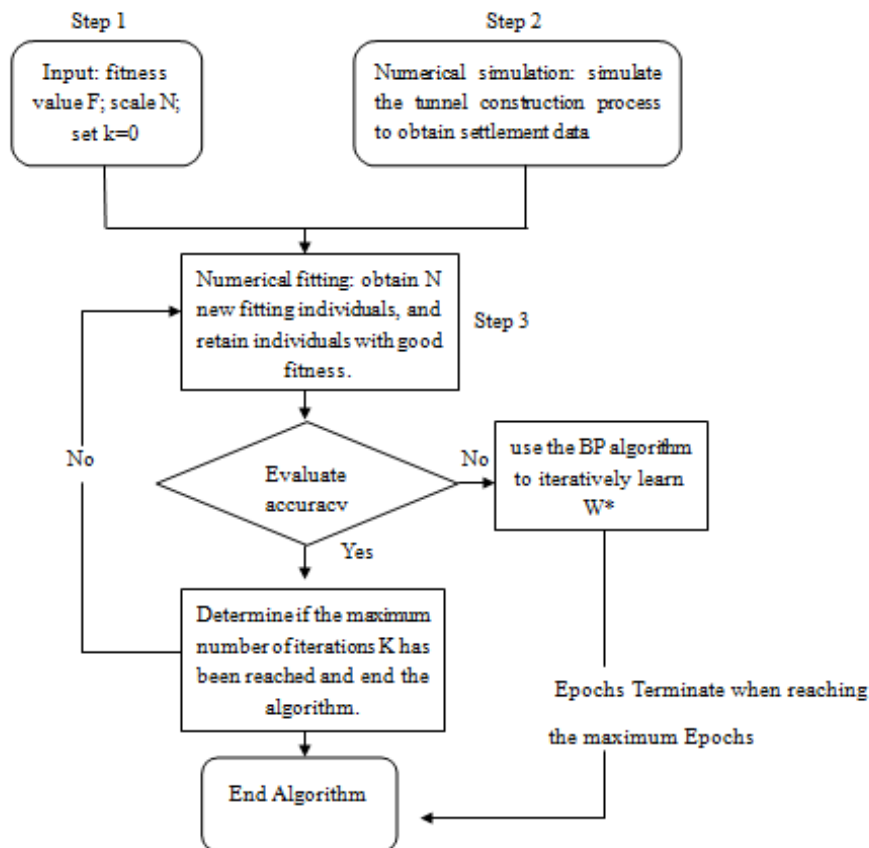 Step 1
Step 2
Input: fitness
value F; scale N;
set k=0
Numerical simulation: simulate
the tunnel construction process
to obtain settlement data
Numerical fitting: obtain N
new fitting individuals, and
retain individuals with good
fitness.
Step 3
No
Evaluate
accuracy
No
use the BP algorithm
to iteratively learn
W*
Yes
Determine if the maximum
number of iterations K has
been reached and end the
algorithm.
Epochs Terminate when reaching
the maximum Epochs
End Algorithm